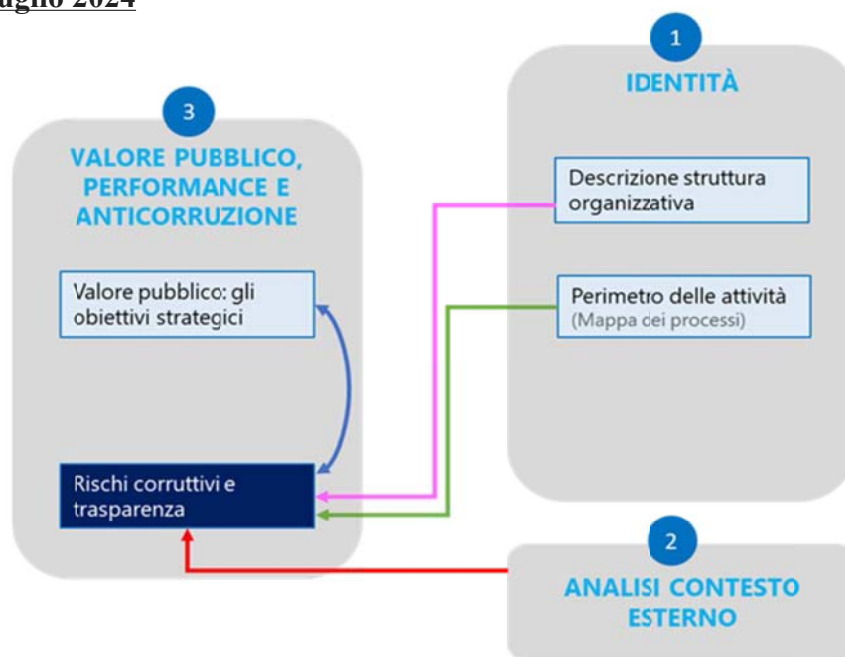 2024
1
IDENTITÀ
Descrizione struttura
organizzativa
Perimetro delle attività
(Mappa dei processi)
2
ANALISI CONTESTO
ESTERNO
3
VALORE PUBBLICO,
PERFORMANCE E
ANTICORRUZIONE
Valore pubblico: gli
obiettivi strategici
Rischi corruttivi e
trasparenza